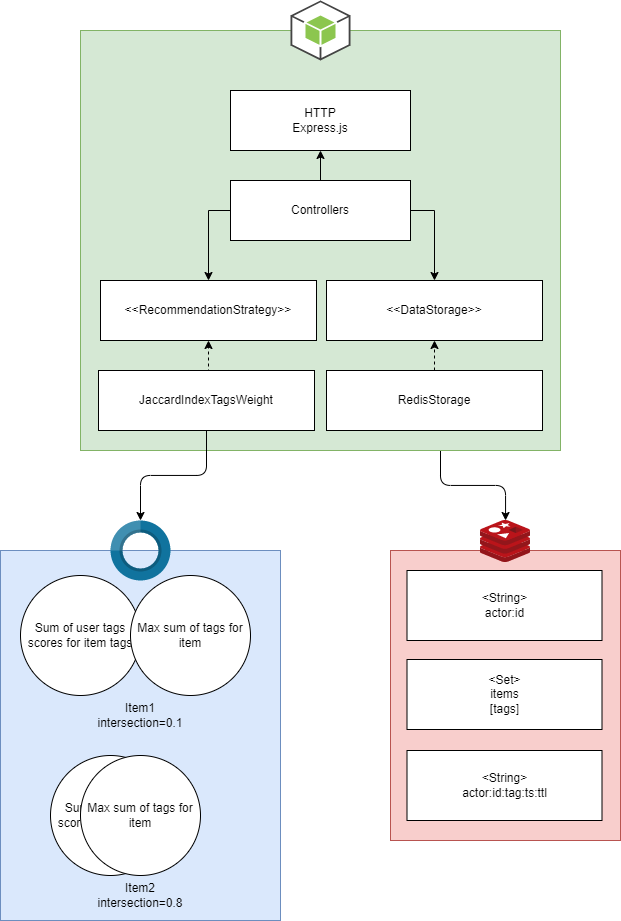 HTTP
Express.js
Controllers
<<RecommendationStrategy>>
<<DataStorage>>
JaccardIndexTagsWeight
RedisStorage
Sum of user tags
scores for item tags
Max sum of tags for
item
Item1
intersection=0.1
Su
scor
Max sum of tags for
item
Item2
intersection=0.8
<String>
actor:id
<Set>
items
[tags]
<String>
actor:id:tag:ts:ttl